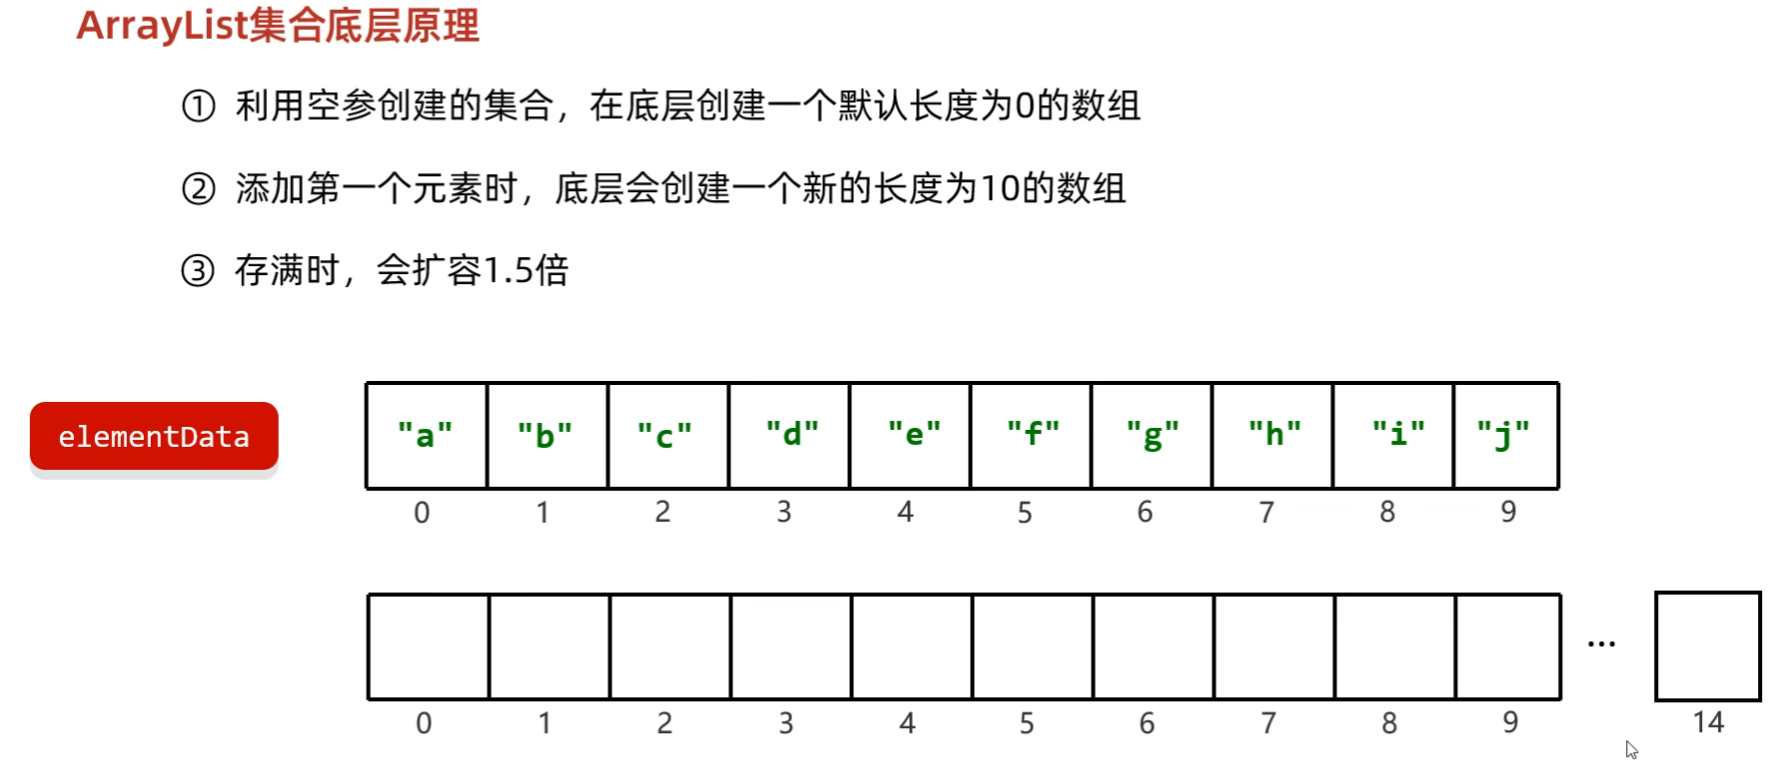 ArrayList集合底层原理
① 利用空参创建的集合，在底层创建一个默认长度为0的数组
② 添加第一个元素时，底层会创建一个新的长度为10的数组
③ 存满时，会扩容1.5倍
elementData "a" "b" "c" "d" "e" "f" "g" "h" "i" "j"
0 1 2 3 4 5 6 7 8 9
...
0 1 2 3 4 5 6 7 8 9 14